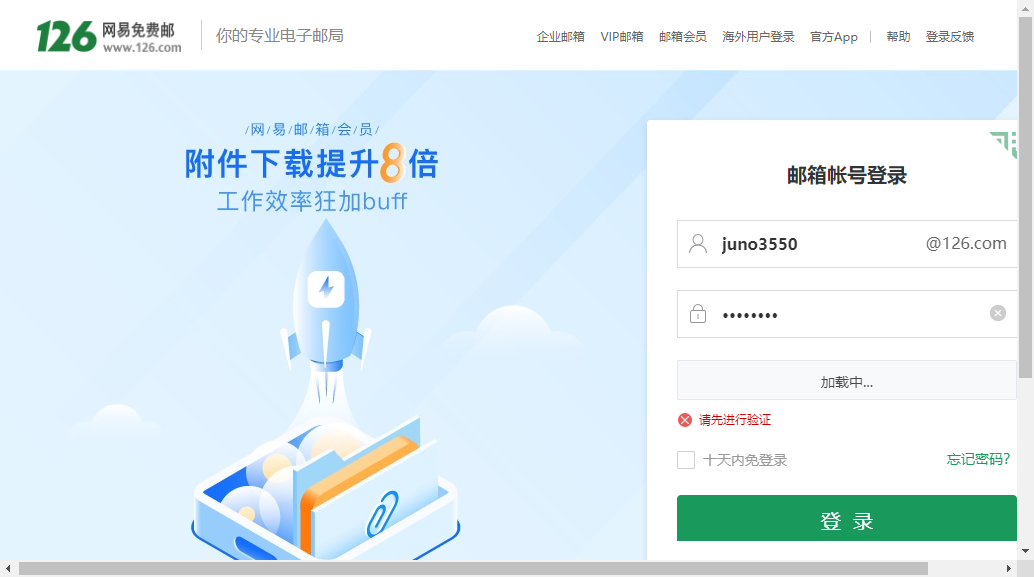 126 网易免费邮
www.126.com
你的专业电子邮局
企业邮箱 VIP邮箱 邮箱会员 海外用户登录 官方App | 帮助 登录反馈
/网/易/邮/箱/会/员/
附件下载提升8倍
工作效率狂加buff
邮箱帐号登录
juno3550 @126.com
••••••••
加载中...
请先进行验证
十天内免登录 忘记密码?
登 录